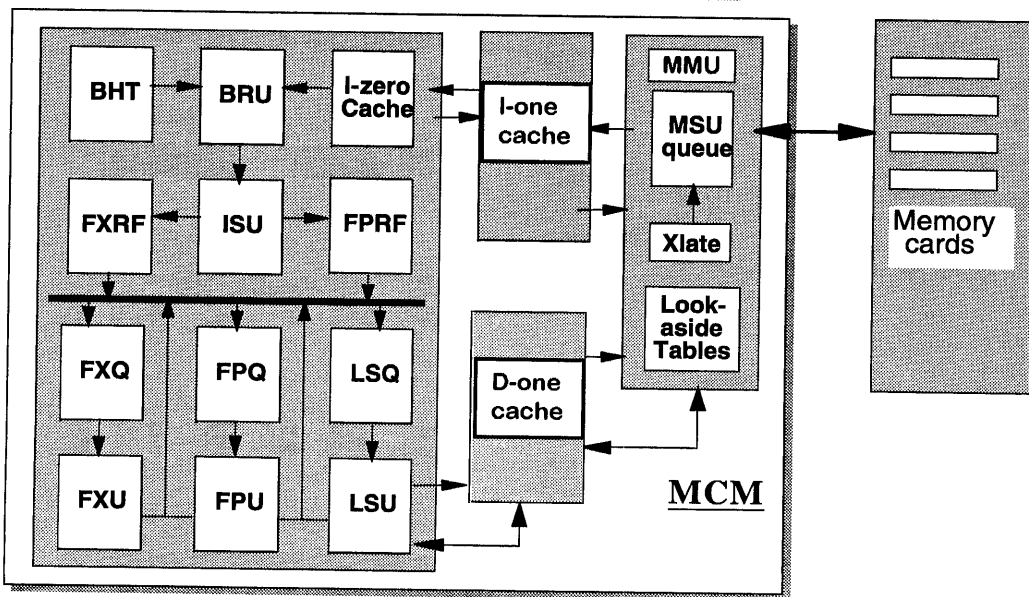 BHT
BRU
I-zero
Cache
I-one
cache
MMU
MSU
queue
Xlate
Look-
aside
Tables
Memory
cards
FXRF
ISU
FPRF
FXQ
FPQ
LSQ
D-one
cache
FXU
FPU
LSU
MCM